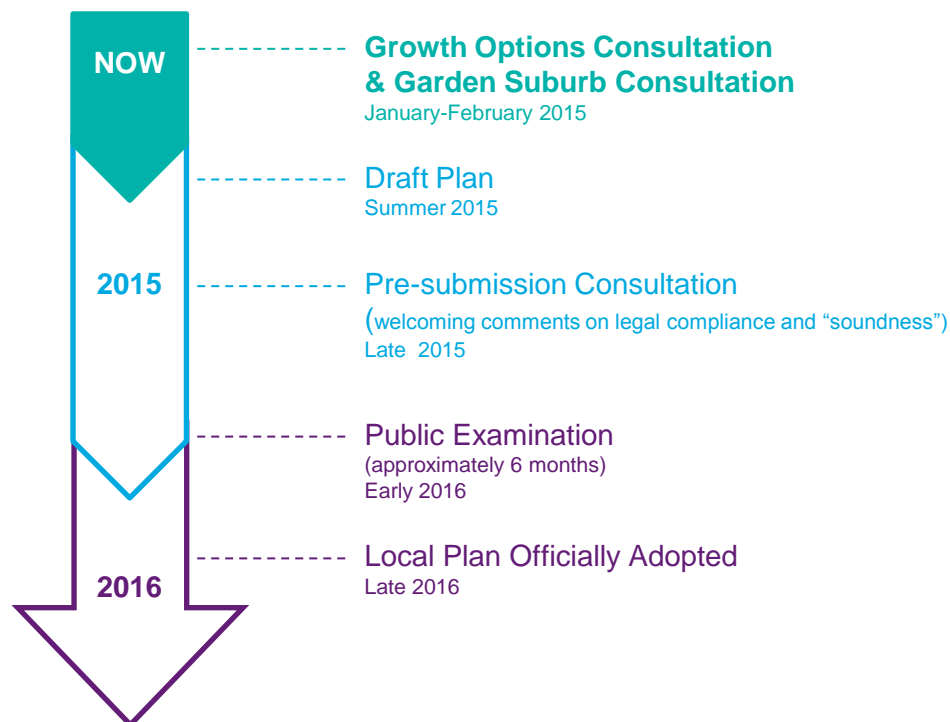 NOW
Growth Options Consultation
& Garden Suburb Consultation
January-February 2015
Draft Plan
Summer 2015
2015
Pre-submission Consultation
(welcoming comments on legal compliance and “soundness”)
Late 2015
Public Examination
(approximately 6 months)
Early 2016
2016
Local Plan Officially Adopted
Late 2016